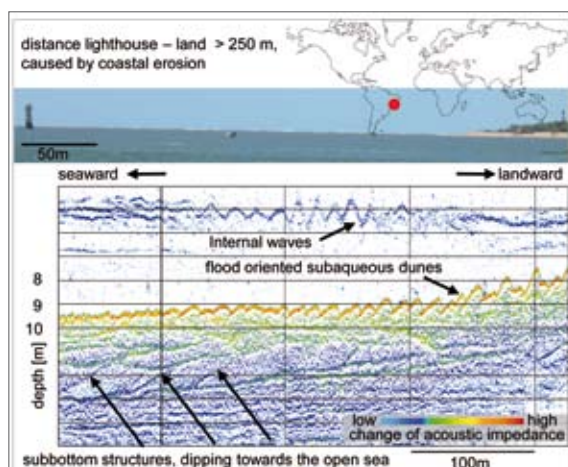 distance lighthouse – land > 250 m,
caused by coastal erosion
50m
seaward
landward
Internal waves
flood oriented subaqueous dunes
8
9
10
depth [m]
low
high
change of acoustic impedance
subbottom structures, dipping towards the open sea
100m